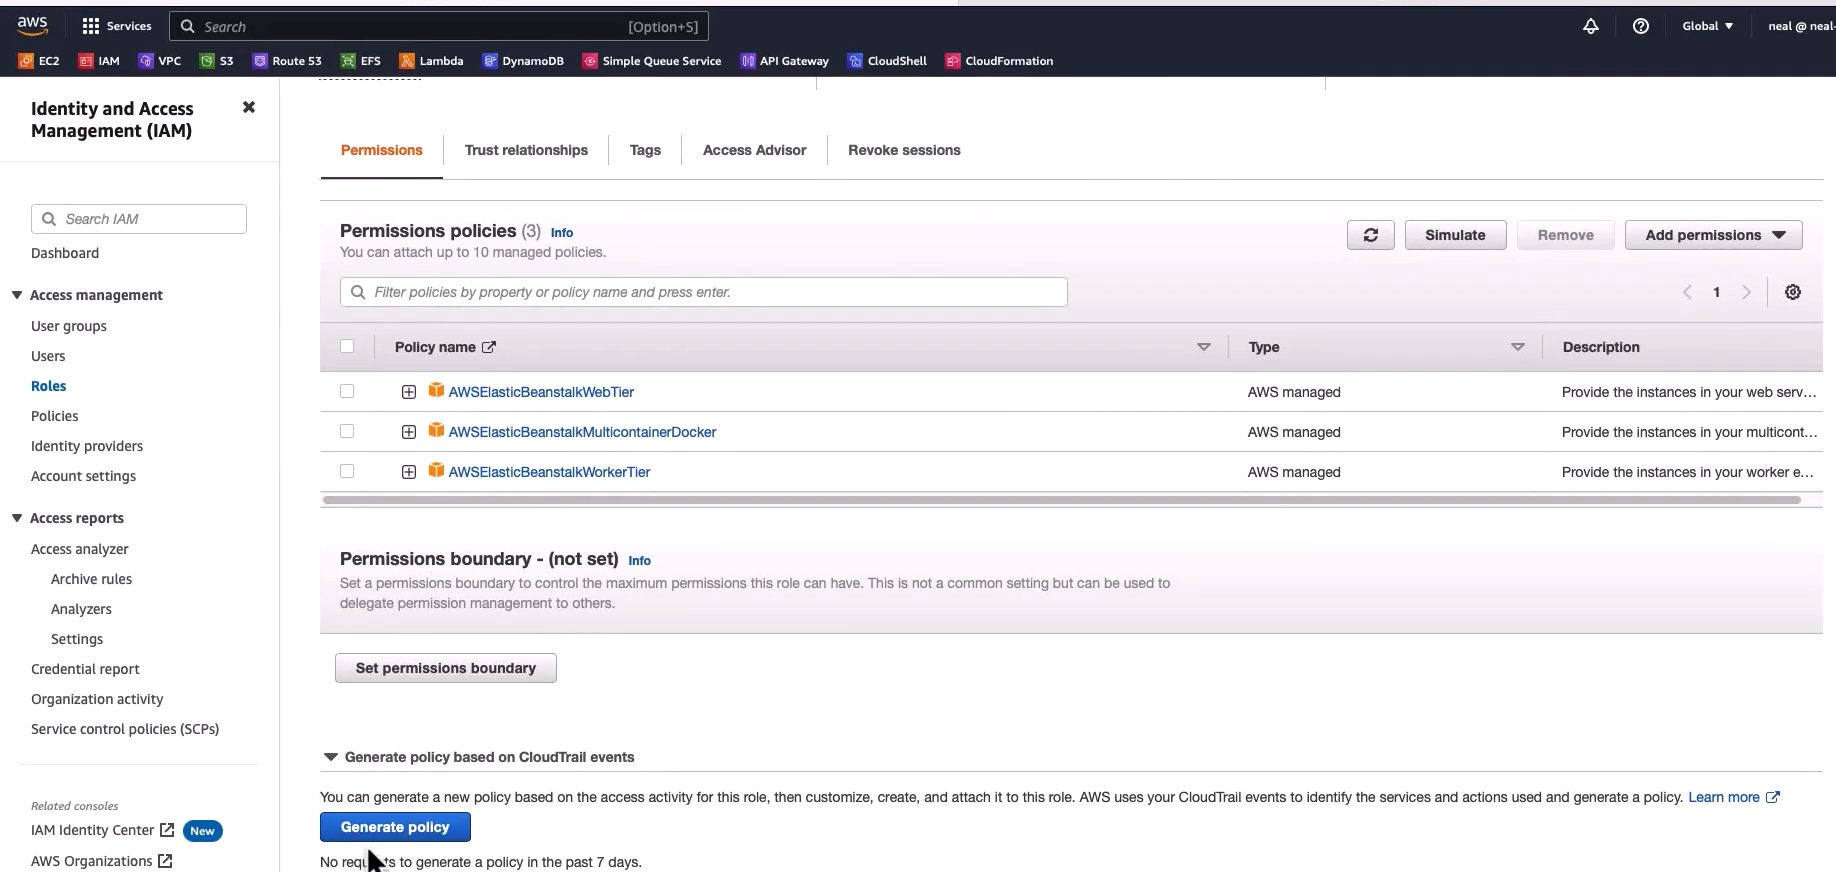 aws
Services
Search
[Option+S]
Global
neal @ neal-
EC2
IAM
VPC
S3
Route 53
EFS
Lambda
DynamoDB
Simple Queue Service
API Gateway
CloudShell
CloudFormation
Identity and Access
Management (IAM)
Search IAM
Dashboard
Access management
User groups
Users
Roles
Policies
Identity providers
Account settings
Access reports
Access analyzer
Archive rules
Analyzers
Settings
Credential report
Organization activity
Service control policies (SCPs)
Related consoles
IAM Identity Center New
AWS Organizations
Permissions
Trust relationships
Tags
Access Advisor
Revoke sessions
Permissions policies (3) Info
You can attach up to 10 managed policies.
Simulate
Remove
Add permissions
Filter policies by property or policy name and press enter.
1
Policy name
Type
Description
AWSElasticBeanstalkWebTier
AWS managed
Provide the instances in your web serv...
AWSElasticBeanstalkMulticontainerDocker
AWS managed
Provide the instances in your multicont...
AWSElasticBeanstalkWorkerTier
AWS managed
Provide the instances in your worker e...
Permissions boundary - (not set) Info
Set a permissions boundary to control the maximum permissions this role can have. This is not a common setting but can be used to
delegate permission management to others.
Set permissions boundary
Generate policy based on CloudTrail events
You can generate a new policy based on the access activity for this role, then customize, create, and attach it to this role. AWS uses your CloudTrail events to identify the services and actions used and generate a policy. Learn more
Generate policy
No to generate a policy in the past 7 days.